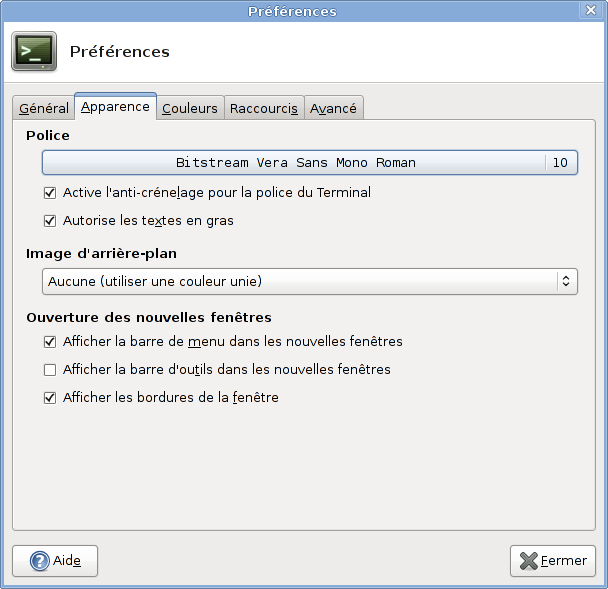 Préférences
Préférences
Général Apparence Couleurs Raccourcis Avancé
Police
Bitstream Vera Sans Mono Roman 10
Active l'anti-crénelage pour la police du Terminal
Autorise les textes en gras
Image d'arrière-plan
Aucune (utiliser une couleur unie)
Ouverture des nouvelles fenêtres
Afficher la barre de menu dans les nouvelles fenêtres
Afficher la barre d'outils dans les nouvelles fenêtres
Afficher les bordures de la fenêtre
Aide Fermer